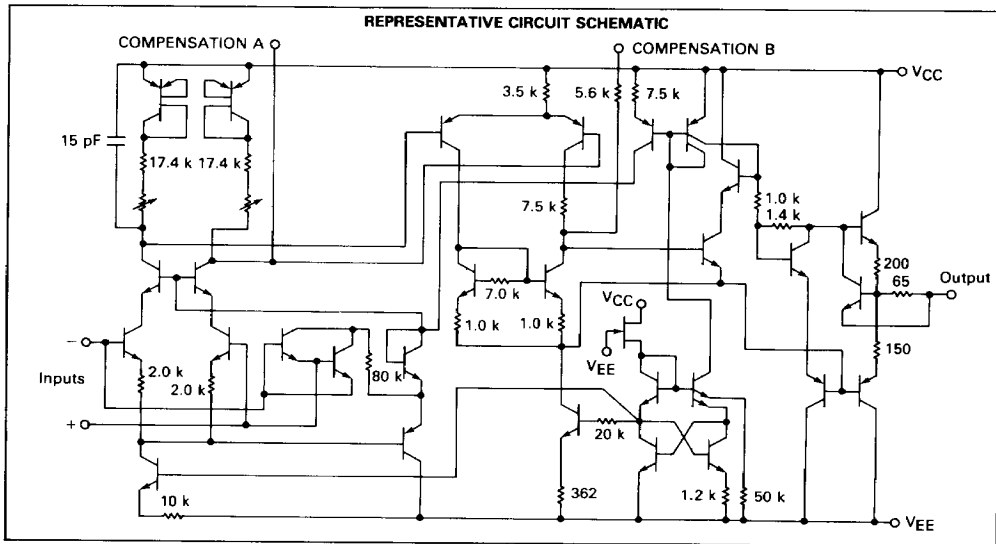 REPRESENTATIVE CIRCUIT SCHEMATIC
COMPENSATION A
COMPENSATION B
VCC
3.5 k
5.6 k
7.5 k
15 pF
17.4 k
17.4 k
1.0 k
1.4 k
7.5 k
200
65
Output
7.0 k
VCC
1.0 k
1.0 k
VEE
150
−
Inputs
2.0 k
2.0 k
80 k
+
20 k
10 k
362
1.2 k
50 k
VEE